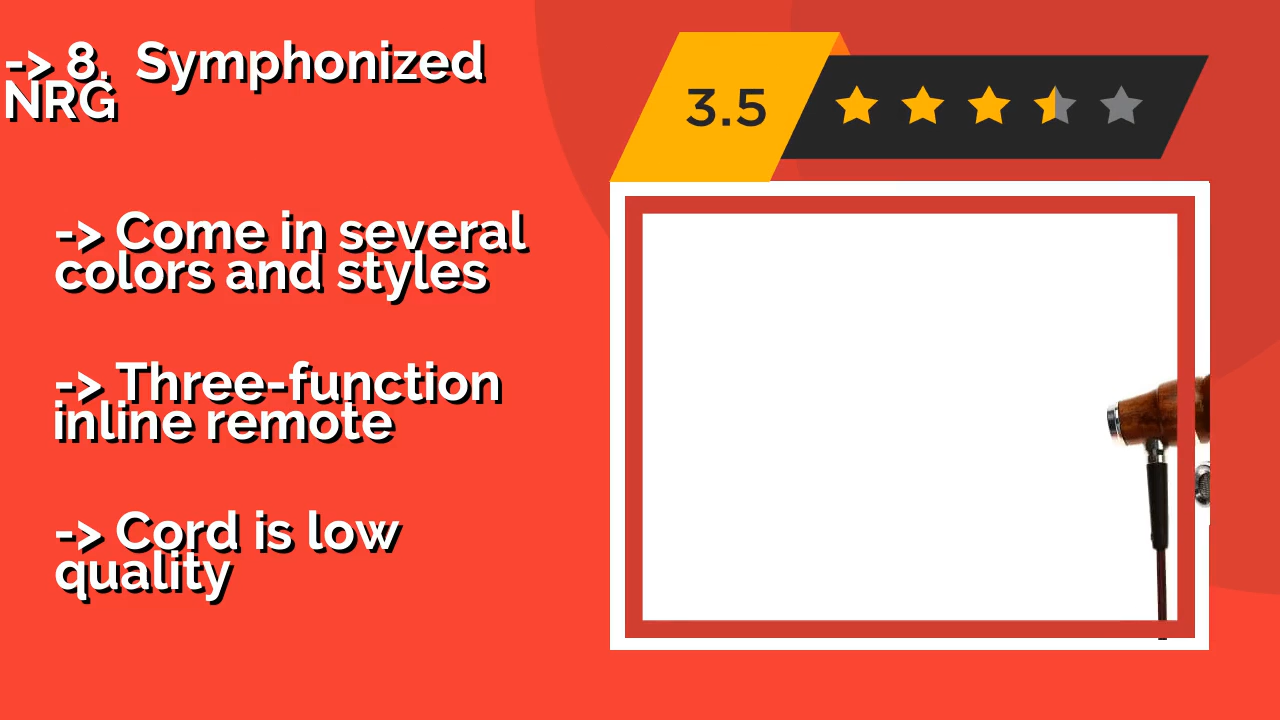 -> 8.  Symphonized
NRG
3.5
-> Come in several
colors and styles
-> Three-function
inline remote
-> Cord is low
quality